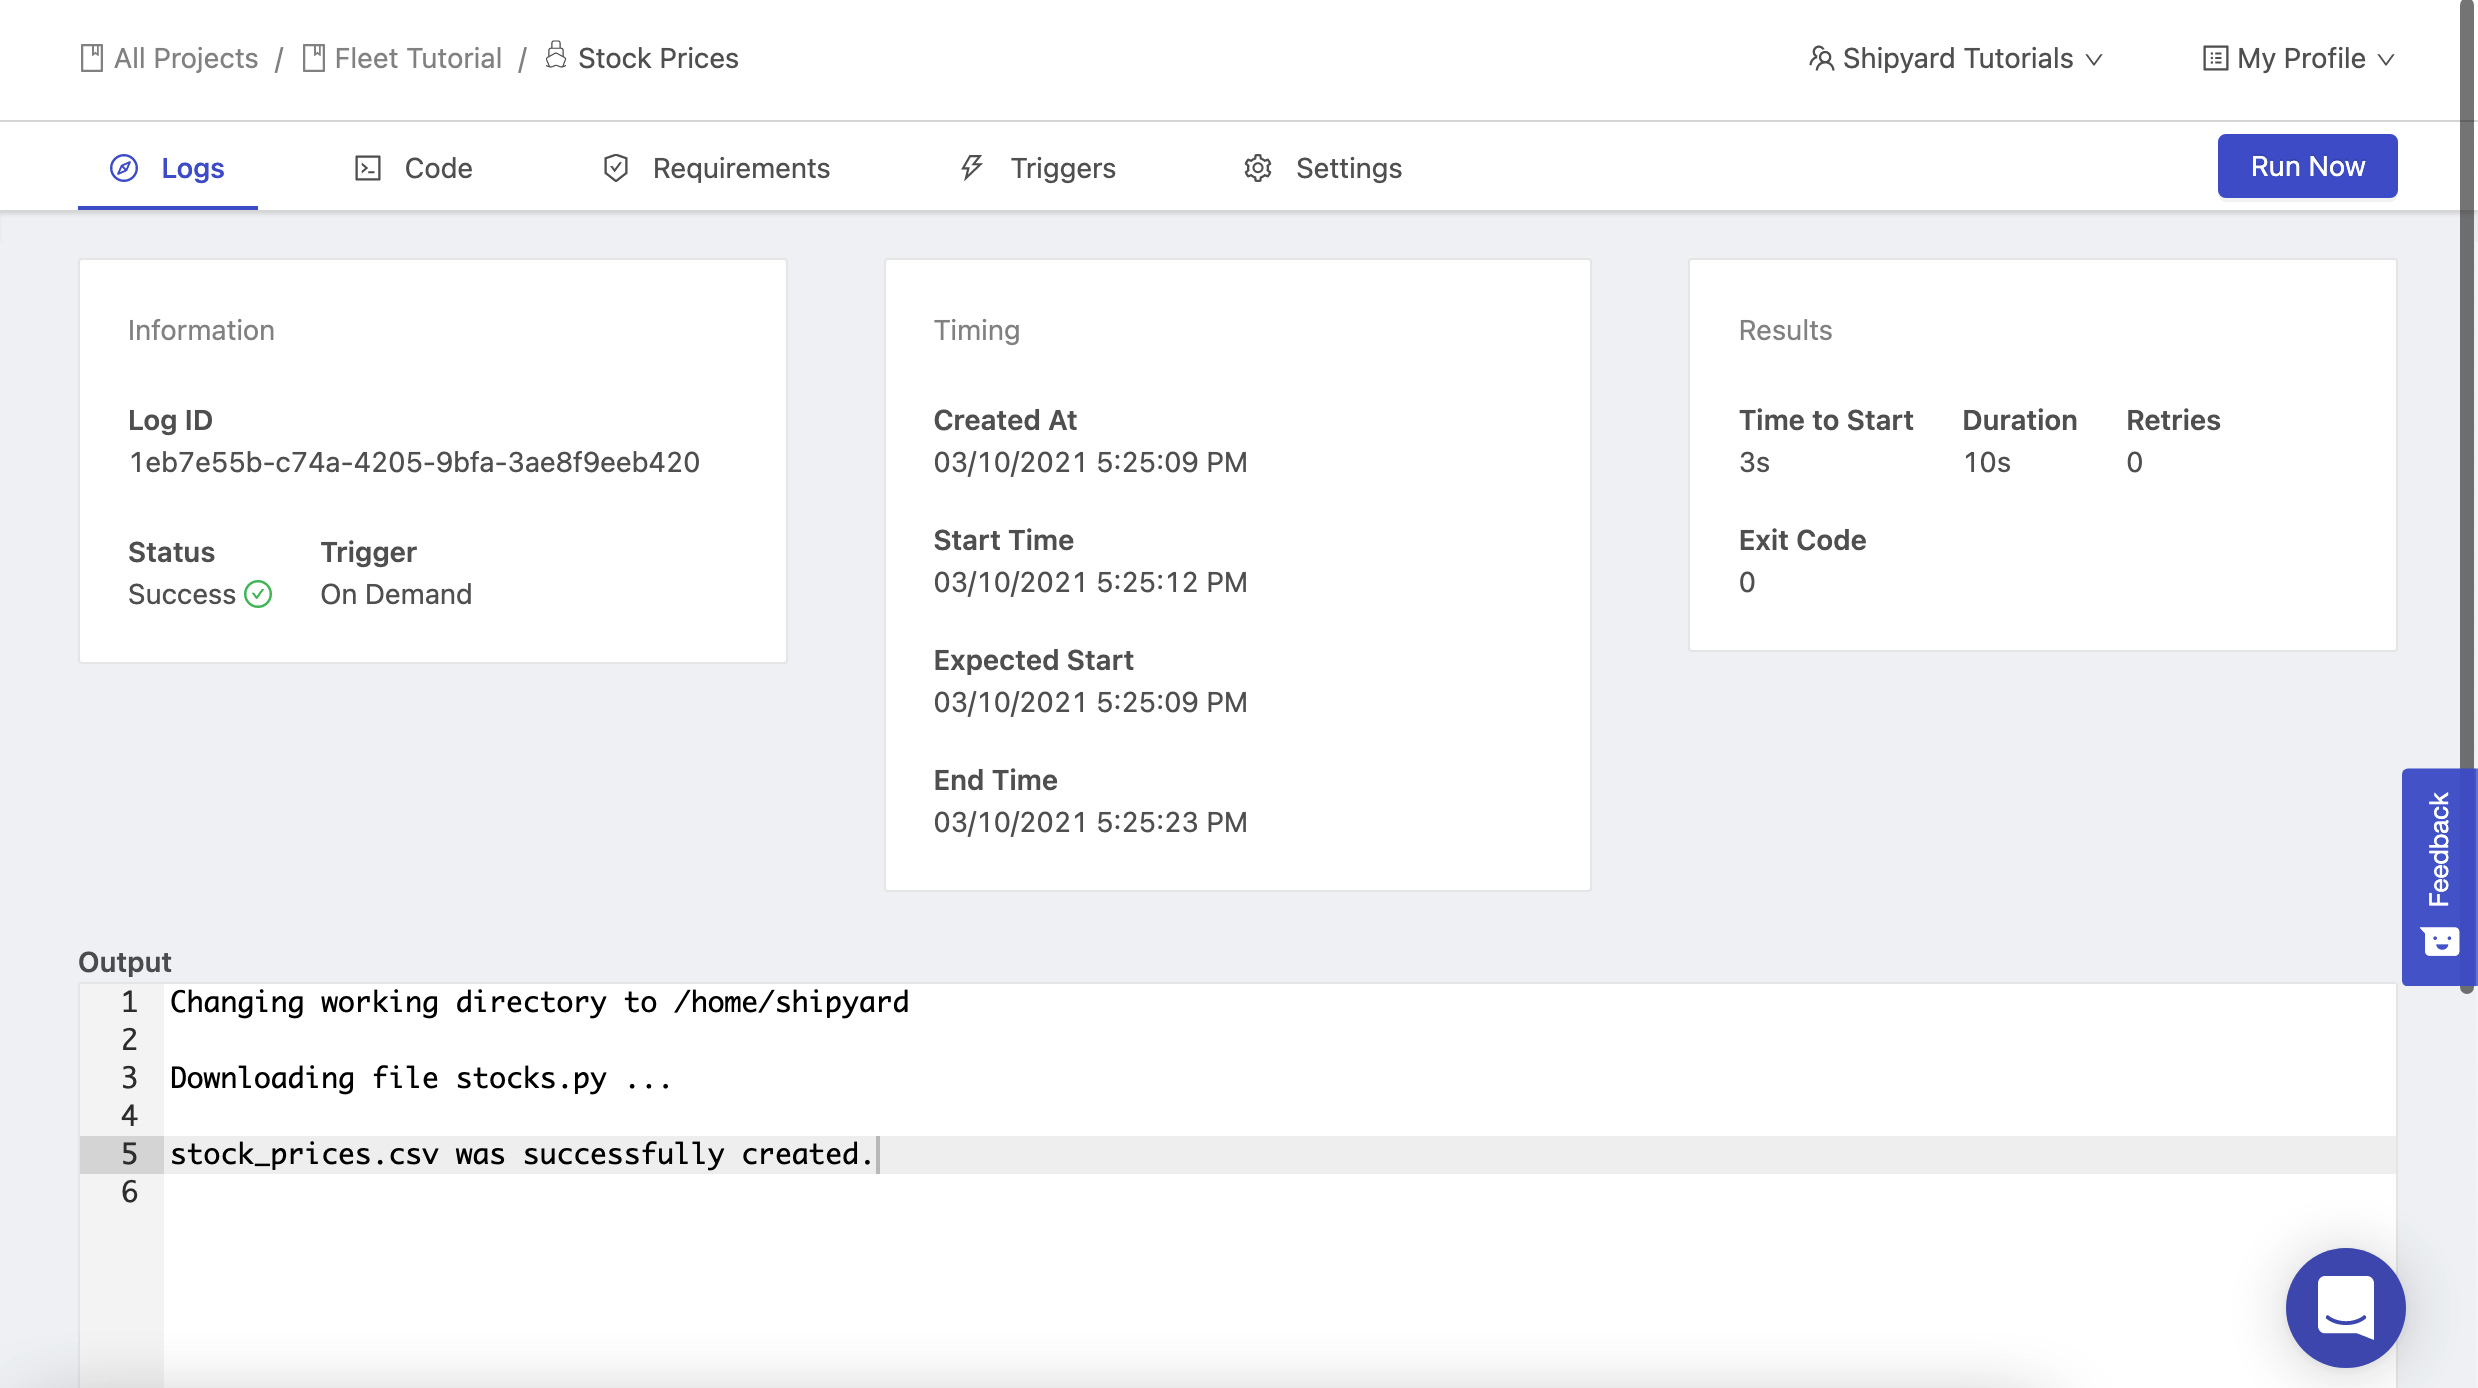 All Projects / Fleet Tutorial / Stock Prices
Shipyard Tutorials
My Profile
Logs
Code
Requirements
Triggers
Settings
Run Now
Information
Log ID
1eb7e55b-c74a-4205-9bfa-3ae8f9eeb420
Status
Success
Trigger
On Demand
Timing
Created At
03/10/2021 5:25:09 PM
Start Time
03/10/2021 5:25:12 PM
Expected Start
03/10/2021 5:25:09 PM
End Time
03/10/2021 5:25:23 PM
Results
Time to Start
3s
Duration
10s
Retries
0
Exit Code
0
Feedback
Output
1 Changing working directory to /home/shipyard
2
3 Downloading file stocks.py ...
4
5 stock_prices.csv was successfully created.
6